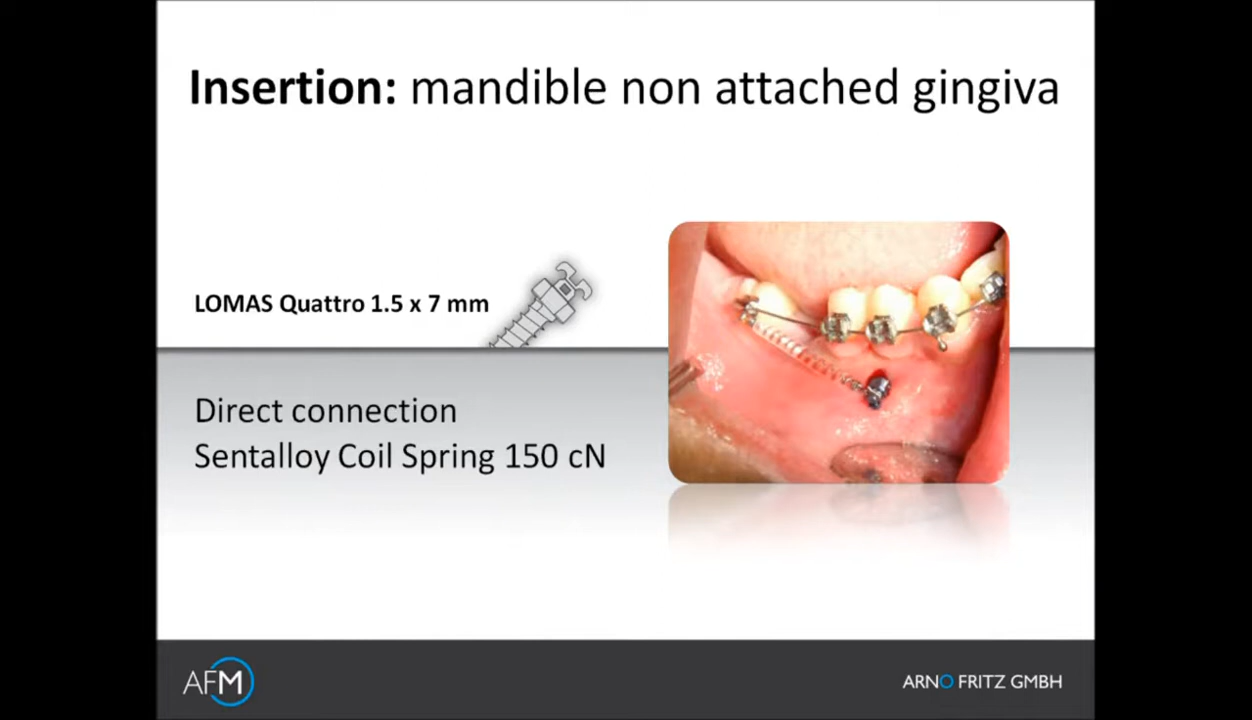 Insertion: mandible non attached gingiva
LOMAS Quattro 1.5 x 7 mm
Direct connection
Sentalloy Coil Spring 150 cN
AFM
ARNO FRITZ GMBH